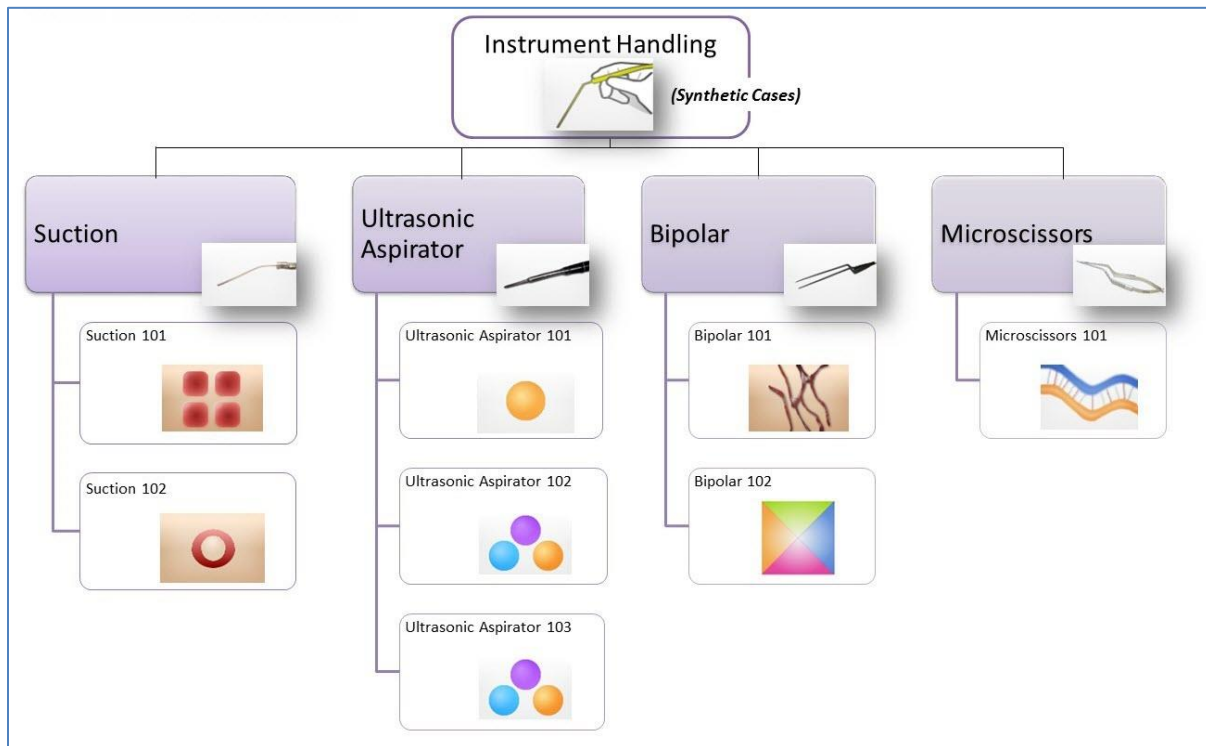 Instrument Handling
(Synthetic Cases)
Suction
Ultrasonic
Aspirator
Bipolar
Microscissors
Suction 101
Ultrasonic Aspirator 101
Bipolar 101
Microscissors 101
Suction 102
Ultrasonic Aspirator 102
Bipolar 102
Ultrasonic Aspirator 103